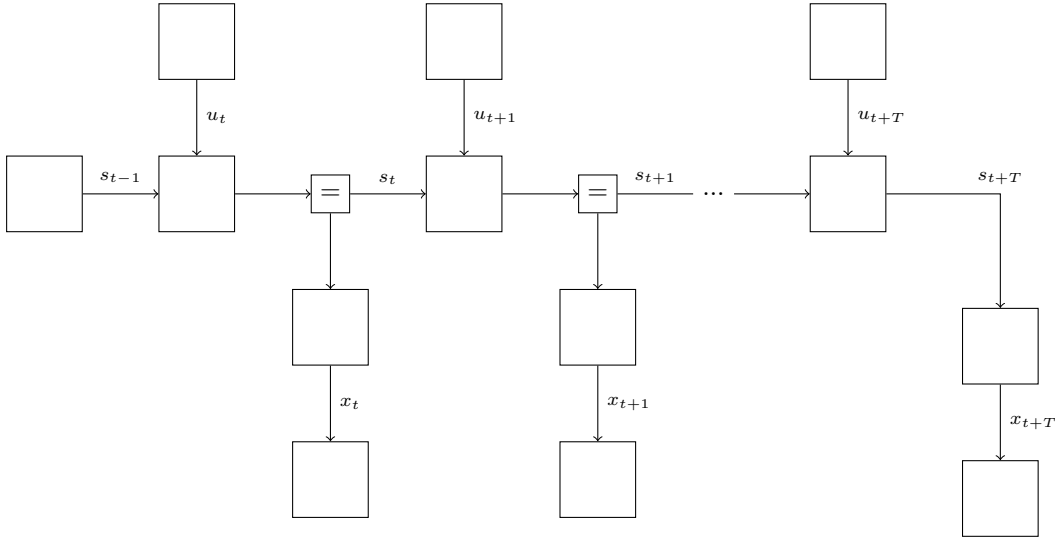 u_t
u_{t+1}
u_{t+T}
s_{t-1}
=
s_t
=
s_{t+1}
...
s_{t+T}
x_t
x_{t+1}
x_{t+T}